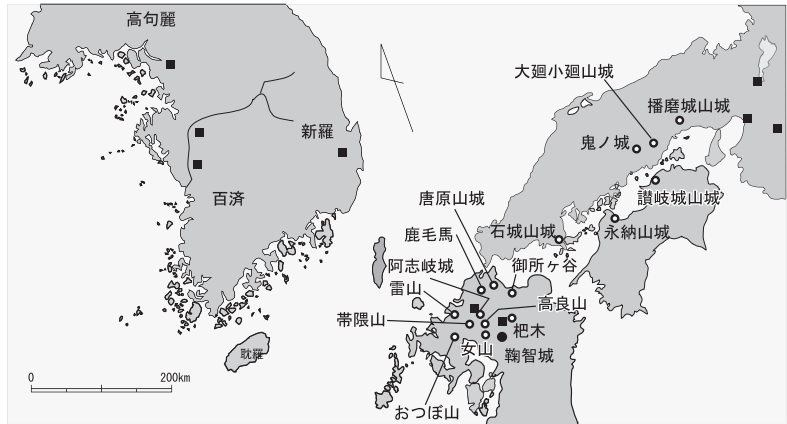 高句麗
新羅
百済
耽羅
0 200km
大廻小廻山城
播磨城山城
鬼ノ城
讃岐城山城
永納山城
石城山城
唐原山城
鹿毛馬
御所ヶ谷
阿志岐城
雷山
高良山
帯隈山
杷木
女山
鞠智城
おつぼ山